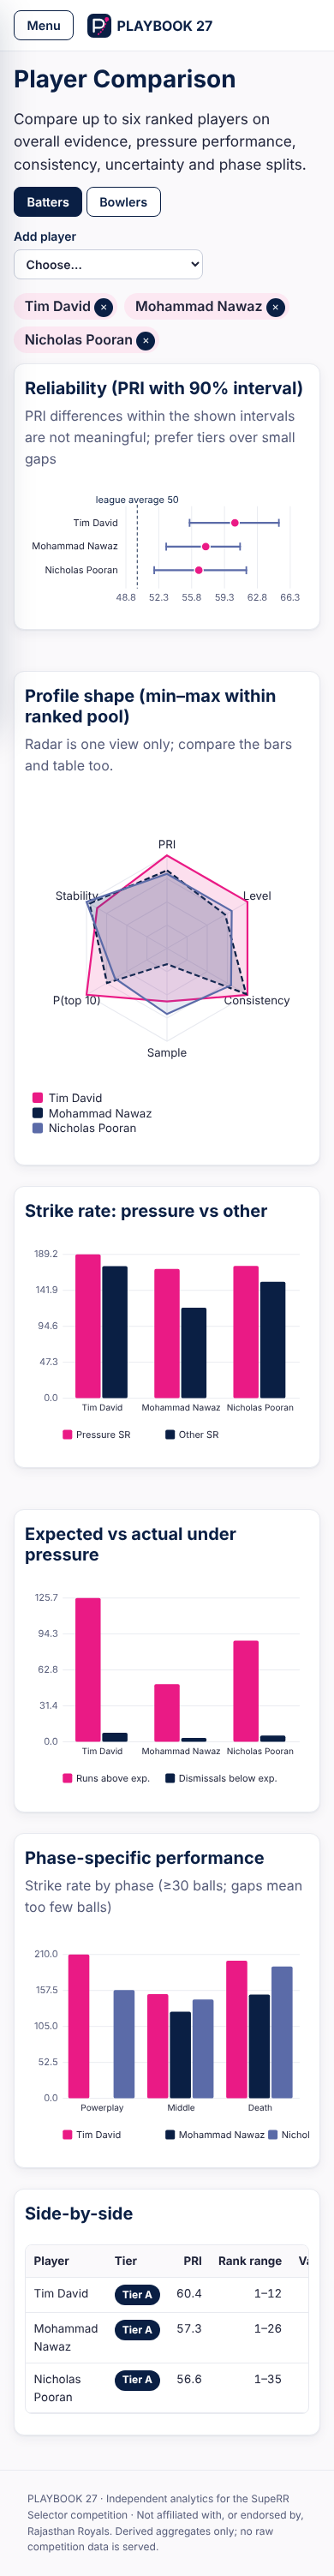 Menu
PLAYBOOK 27
Player Comparison
Compare up to six ranked players on
overall evidence, pressure performance,
consistency, uncertainty and phase splits.
Batters
Bowlers
Add player
Choose...
Tim David ×
Mohammad Nawaz ×
Nicholas Pooran ×
Reliability (PRI with 90% interval)
PRI differences within the shown intervals
are not meaningful; prefer tiers over small
gaps
league average 50
Tim David
Mohammad Nawaz
Nicholas Pooran
48.8 52.3 55.8 59.3 62.8 66.3
Profile shape (min–max within
ranked pool)
Radar is one view only; compare the bars
and table too.
PRI
Stability
Level
P(top 10)
Consistency
Sample
Tim David
Mohammad Nawaz
Nicholas Pooran
Strike rate: pressure vs other
189.2
141.9
94.6
47.3
0.0
Tim David Mohammad Nawaz Nicholas Pooran
Pressure SR Other SR
Expected vs actual under
pressure
125.7
94.3
62.8
31.4
0.0
Tim David Mohammad Nawaz Nicholas Pooran
Runs above exp. Dismissals below exp.
Phase-specific performance
Strike rate by phase (≥30 balls; gaps mean
too few balls)
210.0
157.5
105.0
52.5
0.0
Powerplay Middle Death
Tim David Mohammad Nawaz Nichol
Side-by-side
Player Tier PRI Rank range Va
Tim David Tier A 60.4 1–12
Mohammad
Nawaz Tier A 57.3 1–26
Nicholas
Pooran Tier A 56.6 1–35
PLAYBOOK 27 · Independent analytics for the SupeRR
Selector competition · Not affiliated with, or endorsed by,
Rajasthan Royals. Derived aggregates only; no raw
competition data is served.